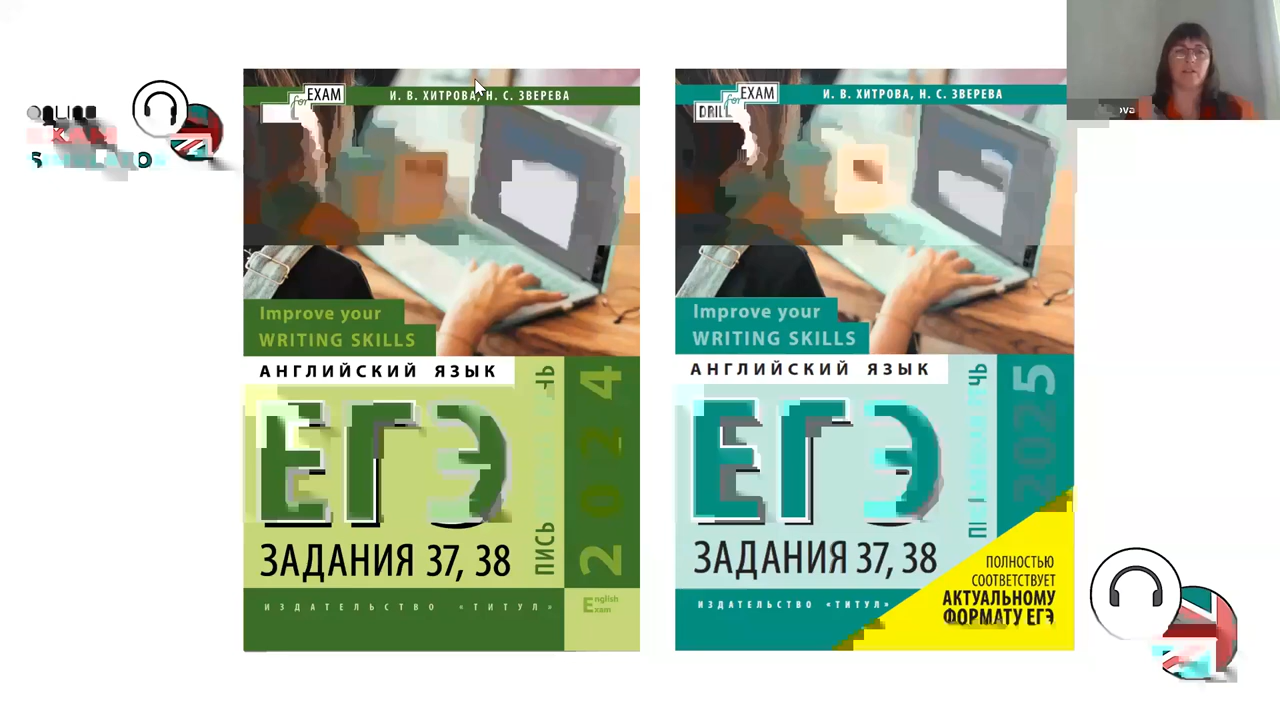 EXAM
for
И. В. ХИТРОВА, Н. С. ЗВЕРЕВА
Improve your
WRITING SKILLS
АНГЛИЙСКИЙ ЯЗЫК
ЕГЭ
ЗАДАНИЯ 37, 38
2024
ИЗДАТЕЛЬСТВО «ТИТУЛ»
English
Exam
EXAM
for
DRILL
И. В. ХИТРОВА, Н. С. ЗВЕРЕВА
Improve your
WRITING SKILLS
АНГЛИЙСКИЙ ЯЗЫК
ЕГЭ
ЗАДАНИЯ 37, 38
2025
ИЗДАТЕЛЬСТВО «ТИТУЛ»
ПОЛНОСТЬЮ
СООТВЕТСТВУЕТ
АКТУАЛЬНОМУ
ФОРМАТУ ЕГЭ